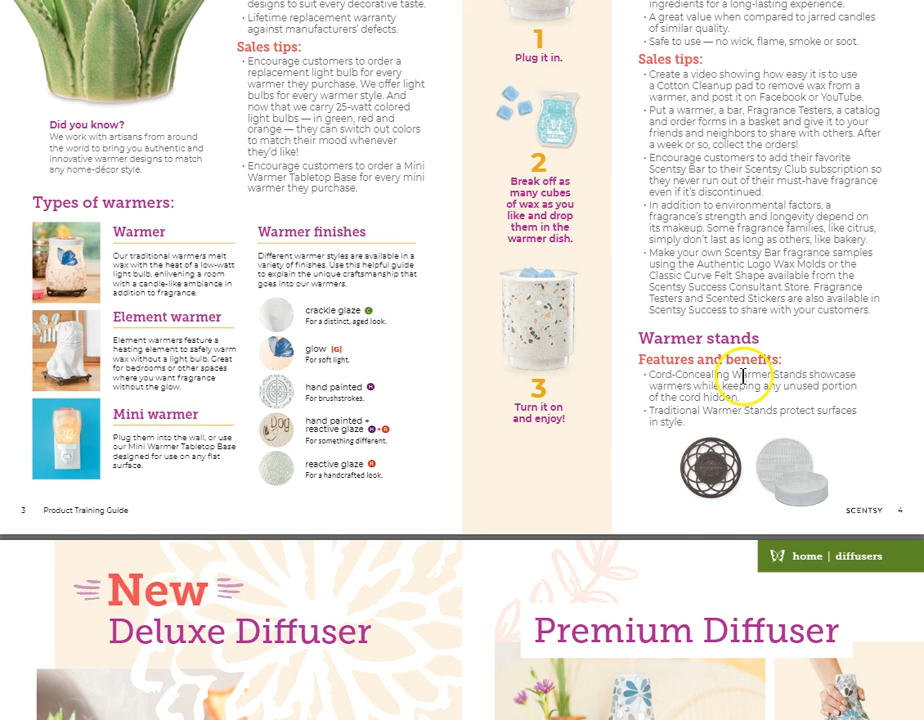 designs to suit every decorative taste.
• Lifetime replacement warranty
against manufacturers’ defects.
Sales tips:
• Encourage customers to order a
replacement light bulb for every
warmer they purchase. We offer light
bulbs for every warmer style. And
now that we carry 25-watt colored
light bulbs — in green, red and
orange — they can switch out colors
to match their mood whenever
they’d like!
• Encourage customers to order a Mini
Warmer Tabletop Base for every mini
warmer they purchase.
Did you know?
We work with artisans from around
the world to bring you authentic and
innovative warmer designs to match
any home-décor style.
Types of warmers:
Warmer
Our traditional warmers melt
wax with the heat of a low-watt
light bulb, enlivening a room
with a candle-like ambiance in
addition to fragrance.
Element warmer
Element warmers feature a
heating element to safely warm
wax without a light bulb. Great
for bedrooms or other spaces
where you want fragrance
without the glow.
Mini warmer
Plug them into the wall, or use
our Mini Warmer Tabletop Base
designed for use on any flat
surface.
Warmer finishes
Different warmer styles are available in a
variety of finishes. Use this helpful guide
to explain the unique craftsmanship that
goes into our warmers.
crackle glaze C
For a distinct, aged look.
glow [G]
For soft light.
hand painted H
For brushstrokes.
Dog
hand painted +
reactive glaze H + R
For something different.
reactive glaze R
For a handcrafted look.
3 Product Training Guide
1
Plug it in.
2
Break off as
many cubes
of wax as you
like and drop
them in the
warmer dish.
3
Turn it on
and enjoy!
ingredients for a long-lasting experience.
• A great value when compared to jarred candles
of similar quality.
• Safe to use — no wick, flame, smoke or soot.
Sales tips:
• Create a video showing how easy it is to use
a Cotton Cleanup pad to remove wax from a
warmer, and post it on Facebook or YouTube.
• Put a warmer, a bar, Fragrance Testers, a catalog
and order forms in a basket and give it to your
friends and neighbors to share with others. After
a week or so, collect the orders!
• Encourage customers to add their favorite
Scentsy Bar to their Scentsy Club subscription so
they never run out of their must-have fragrance
even if it’s discontinued.
• In addition to environmental factors, a
fragrance’s strength and longevity depend on
its makeup. Some fragrance families, like citrus,
simply don’t last as long as others, like bakery.
• Make your own Scentsy Bar fragrance samples
using the Authentic Logo Wax Molds or the
Classic Curve Felt Shape available from the
Scentsy Success Consultant Store. Fragrance
Testers and Scented Stickers are also available in
Scentsy Success to share with your customers.
Warmer stands
Features and benefits:
• Cord-Concealing Warmer Stands showcase
warmers while keeping any unused portion
of the cord hidden.
• Traditional Warmer Stands protect surfaces
in style.
SCENTSY 4
New
Deluxe Diffuser
home | diffusers
Premium Diffuser